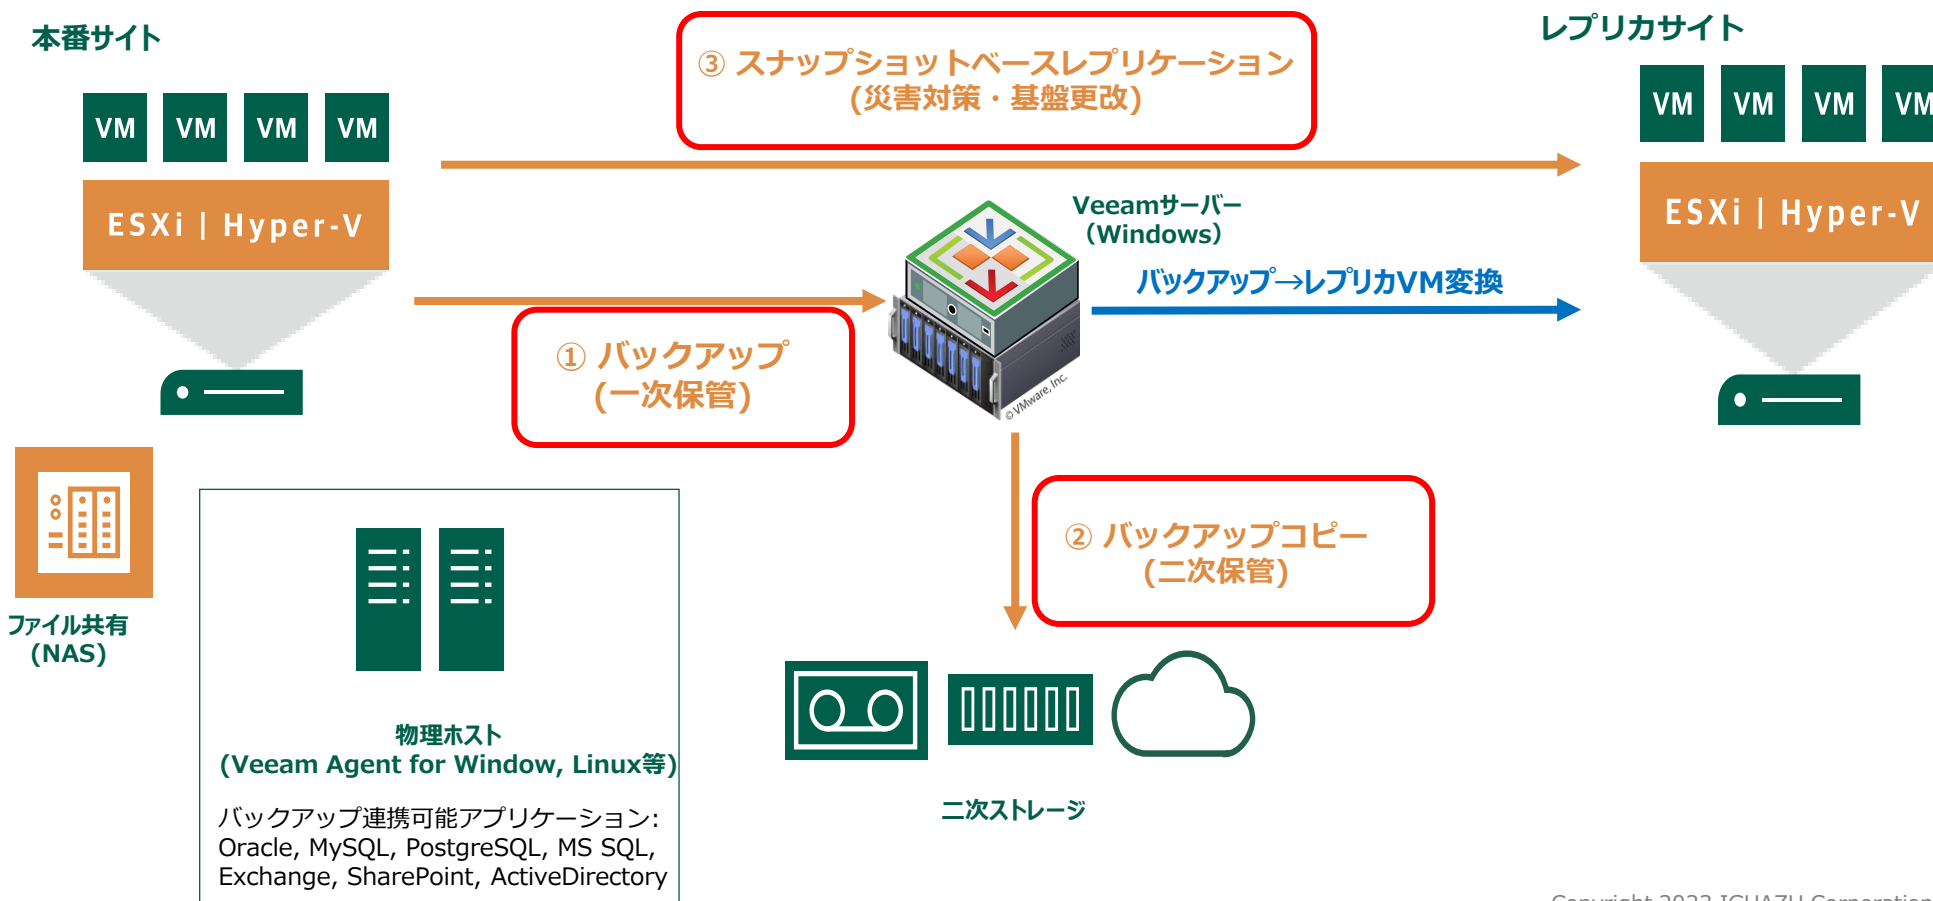 本番サイト
レプリカサイト
③ スナップショットベースレプリケーション
(災害対策・基盤更改)
VM VM VM VM
VM VM VM VM
ESXi | Hyper-V
ESXi | Hyper-V
Veeamサーバー
（Windows）
バックアップ→レプリカVM変換
① バックアップ
(一次保管)
© VMware, Inc.
② バックアップコピー
(二次保管)
ファイル共有
(NAS)
物理ホスト
(Veeam Agent for Window, Linux等)
バックアップ連携可能アプリケーション:
Oracle, MySQL, PostgreSQL, MS SQL,
Exchange, SharePoint, ActiveDirectory
二次ストレージ
Copyright 2023 IGUAZU Corporation